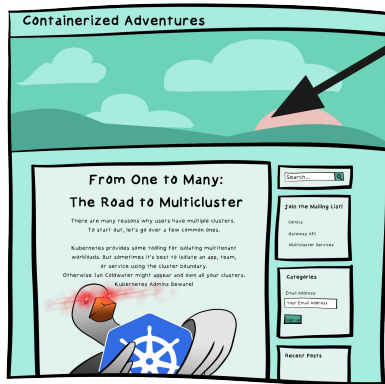 Containerized Adventures
From One to Many:
The Road to Multicluster
There are many reasons why users have multiple clusters.
To start out, let's go over a few common ones.
Kubernetes provides some tooling for isolating multitenant
workloads. But sometimes it's best to isolate an app, team,
or service using the cluster boundary.
Otherwise Ian Coldwater might appear and own all your clusters.
Kubernetes Admins Beware!
Search...
Join the Mailing List!
Comics
Gateway API
Multicluster Services
Categories
Email Address:
Your Email Address
Recent Posts